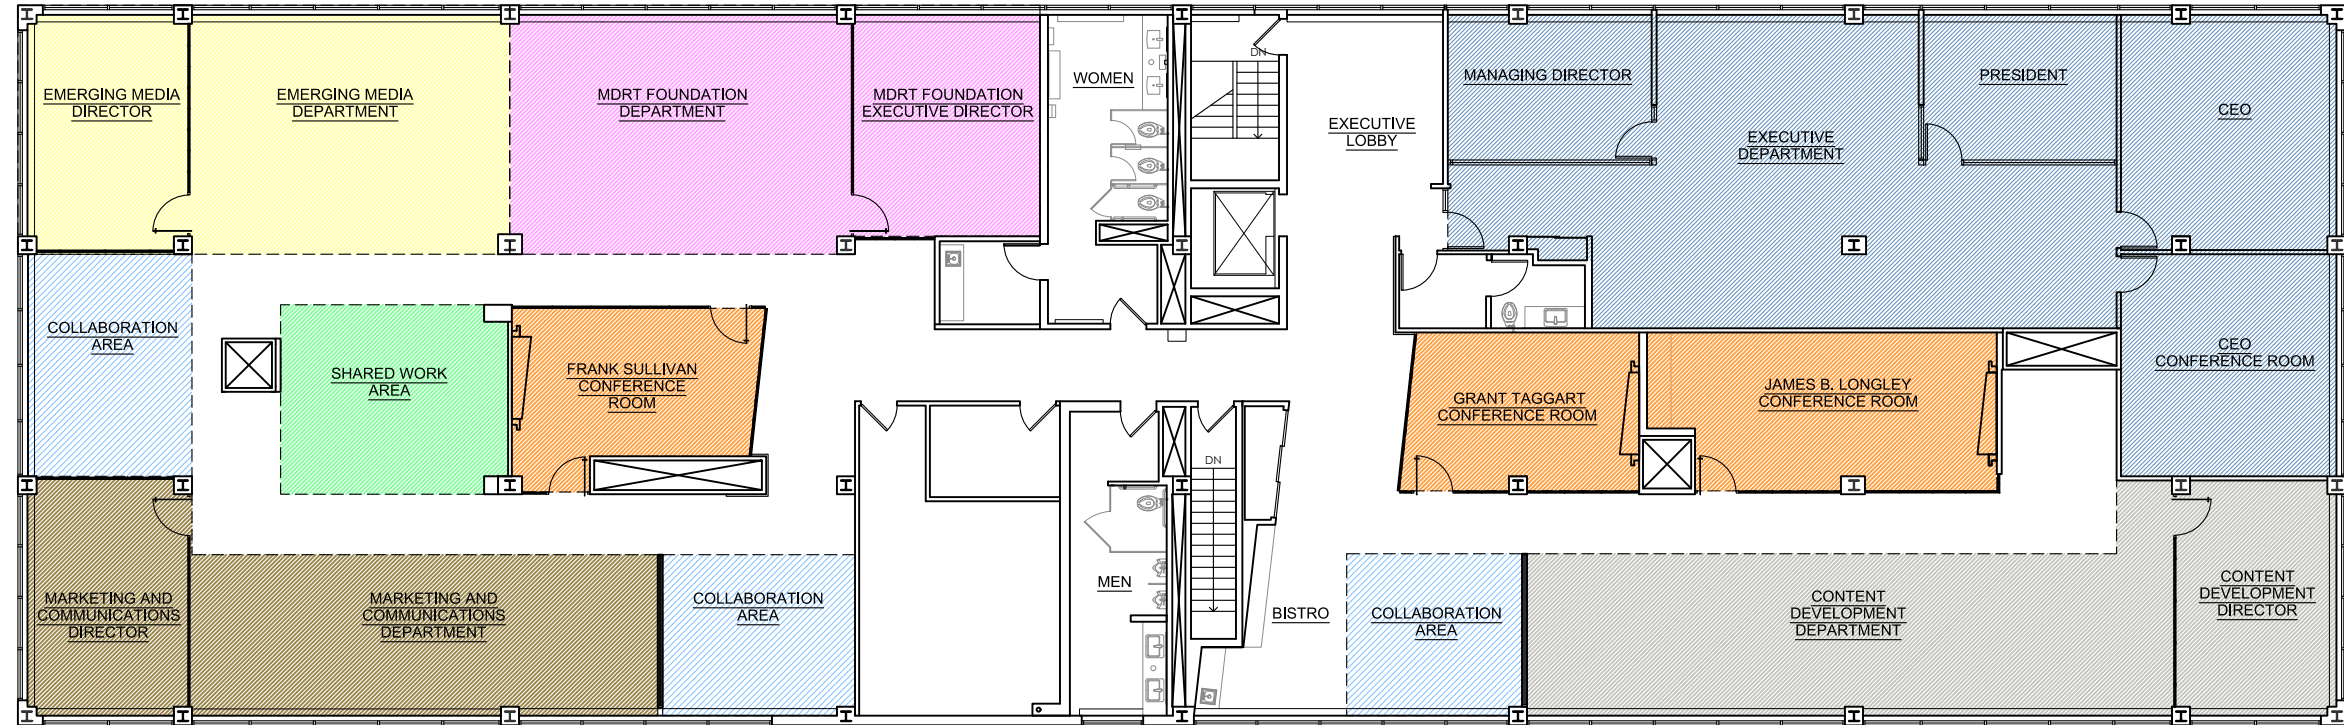 EMERGING MEDIA
DIRECTOR
EMERGING MEDIA
DEPARTMENT
MDRT FOUNDATION
DEPARTMENT
MDRT FOUNDATION
EXECUTIVE DIRECTOR
WOMEN
DN
EXECUTIVE
LOBBY
MANAGING DIRECTOR
EXECUTIVE
DEPARTMENT
PRESIDENT
CEO
COLLABORATION
AREA
SHARED WORK
AREA
FRANK SULLIVAN
CONFERENCE
ROOM
GRANT TAGGART
CONFERENCE ROOM
JAMES B. LONGLEY
CONFERENCE ROOM
CEO
CONFERENCE ROOM
MARKETING AND
COMMUNICATIONS
DIRECTOR
MARKETING AND
COMMUNICATIONS
DEPARTMENT
COLLABORATION
AREA
MEN
DN
BISTRO
COLLABORATION
AREA
CONTENT
DEVELOPMENT
DEPARTMENT
CONTENT
DEVELOPMENT
DIRECTOR